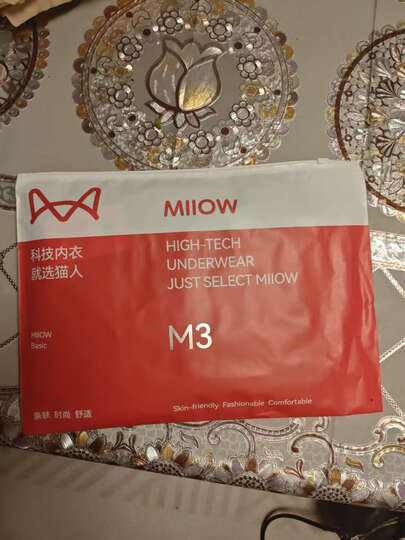 MIIOW
科技内衣
就选猫人
HIGH-TECH
UNDERWEAR
JUST SELECT MIIOW
MIIOW
Basic
M3
亲肤 时尚 舒适
Skin-friendly Fashionable Comfortable